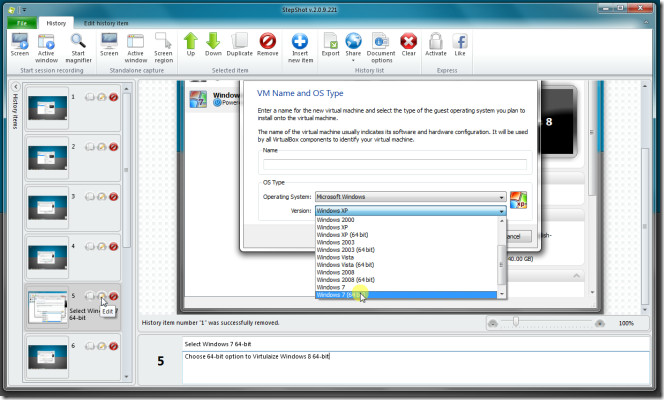 StepShot v.2.0.9.221
File History Edit history item
Screen Active window Start magnifier Screen Active window Screen region Up Down Duplicate Remove Insert new item Export Share Document options Clear Activate Like
Start session recording Standalone capture Selected item History list Express
History items
1
2
3
4
5
Select Wind 7
64-bit
Edit
6
Window
Powere
8
VM Name and OS Type
Enter a name for the new virtual machine and select the type of the guest operating system you plan to
install onto the virtual machine.
The name of the virtual machine usually indicates its software and hardware configuration. It will be used
by all VirtualBox components to identify your virtual machine.
Name
OS Type
Operating System: Microsoft Windows
Version: Windows XP
Windows 2000
Windows XP
Windows XP (64 bit)
Windows 2003
Windows 2003 (64 bit)
Windows Vista
Windows Vista (64 bit)
Windows 2008
Windows 2008 (64 bit)
Windows 7
Windows 7 (64
ancel
lish-
40.00 GB)
History item number '1' was successfully removed.
100%
5
Select Windows 7 64-bit
Choose 64-bit option to Virtulaize Windows 8 64-bit